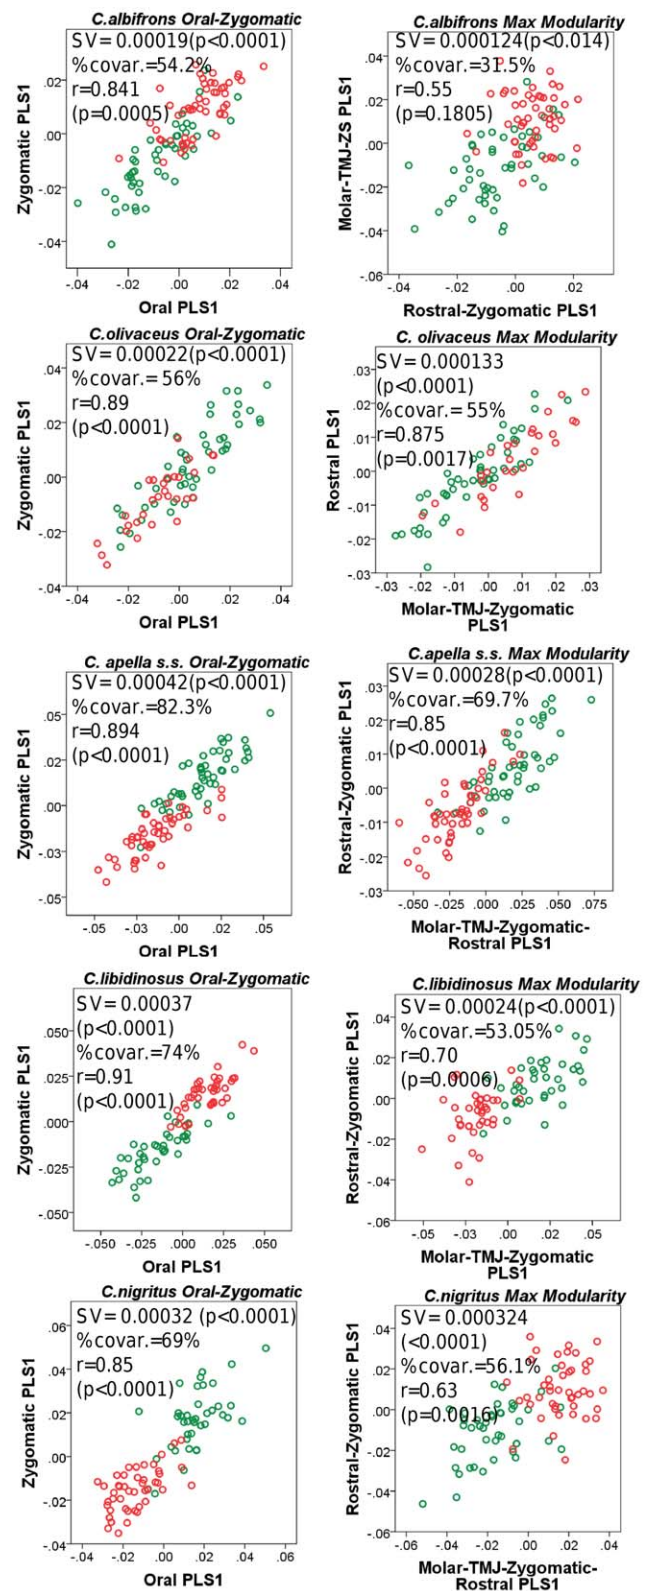 C.albifrons Oral-Zygomatic
SV= 0.00019(p<0.0001)
%covar.=54.2%
r=0.841
(p=0.0005)
Zygomatic PLS1
.02
.00
-.02
-.04
-.04 -.02 .00 .02 .04
Oral PLS1
C.albifrons Max Modularity
SV= 0.000124(p<0.014)
%covar.=31.5%
r=0.55
(p=0.1805)
Molar-TMJ-ZS PLS1
.04
.02
.00
-.02
-.04
-.06
-.04 -.02 .00 .02
Rostral-Zygomatic PLS1
C.olivaceus Oral-Zygomatic
SV= 0.00022(p<0.0001)
%covar.= 56%
r=0.89
(p<0.0001)
Zygomatic PLS1
.04
.02
.00
-.02
-.04
-.04 -.02 .00 .02 .04
Oral PLS1
C. olivaceus Max Modularity
SV= 0.000133
(p<0.0001)
%covar.= 55%
r=0.875
(p=0.0017)
Rostral PLS1
.03
.02
.01
.00
-.01
-.02
-.03
-.03 -.02 -.01 .00 .01 .02 .03
Molar-TMJ-Zygomatic
PLS1
C. apella s.s. Oral-Zygomatic
SV= 0.00042(p<0.0001)
%covar.=82.3%
r=0.894
(p<0.0001)
Zygomatic PLS1
.05
.02
.00
-.03
-.05
-.05 -.03 .00 .02 .05
Oral PLS1
C.apella s.s. Max Modularity
SV= 0.00028(p<0.0001)
%covar.=69.7%
r=0.85
(p<0.0001)
Rostral-Zygomatic PLS1
.03
.02
.01
.00
-.01
-.02
-.03
-.050 -.025 .000 .025 .050 .075
Molar-TMJ-Zygomatic-
Rostral PLS1
C.libidinosus Oral-Zygomatic
SV= 0.00037
(p<0.0001)
%covar.=74%
r=0.91
(p<0.0001)
Zygomatic PLS1
.050
.025
.000
-.025
-.050
-.050 -.025 .000 .025 .050
Oral PLS1
C.libidinosus Max Modularity
SV= 0.00024(p<0.0001)
%covar.=53.05%
r=0.70
(p=0.0006)
Rostral-Zygomatic PLS1
.04
.02
.00
-.02
-.04
-.06
-.05 -.03 .00 .02 .05
Molar-TMJ-Zygomatic
PLS1
C.nigritus Oral-Zygomatic
SV= 0.00032 (p<0.0001)
%covar.=69%
r=0.85
(p<0.0001)
Zygomatic PLS1
.06
.04
.02
.00
-.02
-.04
-.04 -.02 .00 .02 .04 .06
Oral PLS1
C.nigritus Max Modularity
SV= 0.000324
(<0.0001)
%covar.=56.1%
r=0.63
(p=0.0016)
Rostral-Zygomatic PLS1
.04
.02
.00
-.02
-.04
-.06
-.06 -.04 -.02 .00 .02 .04
Molar-TMJ-Zygomatic-
Rostral PLS1